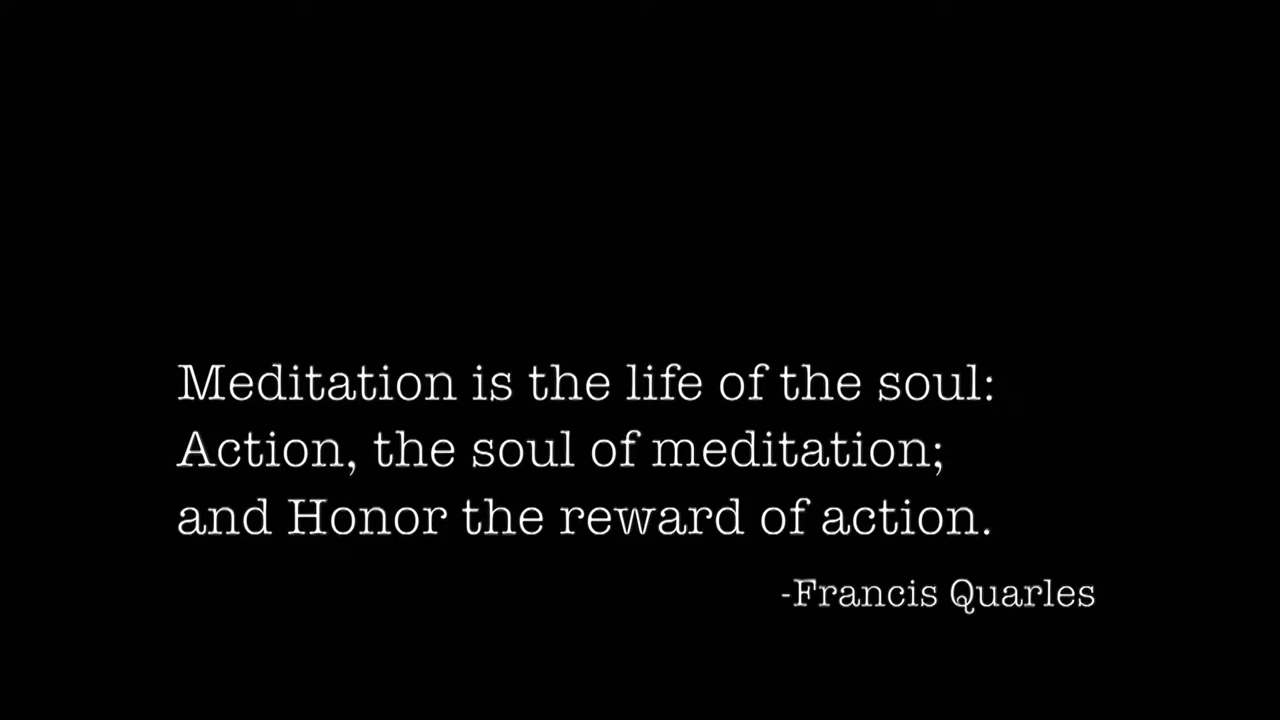 Meditation is the life of the soul:
Action, the soul of meditation;
and Honor the reward of action.
-Francis Quarles